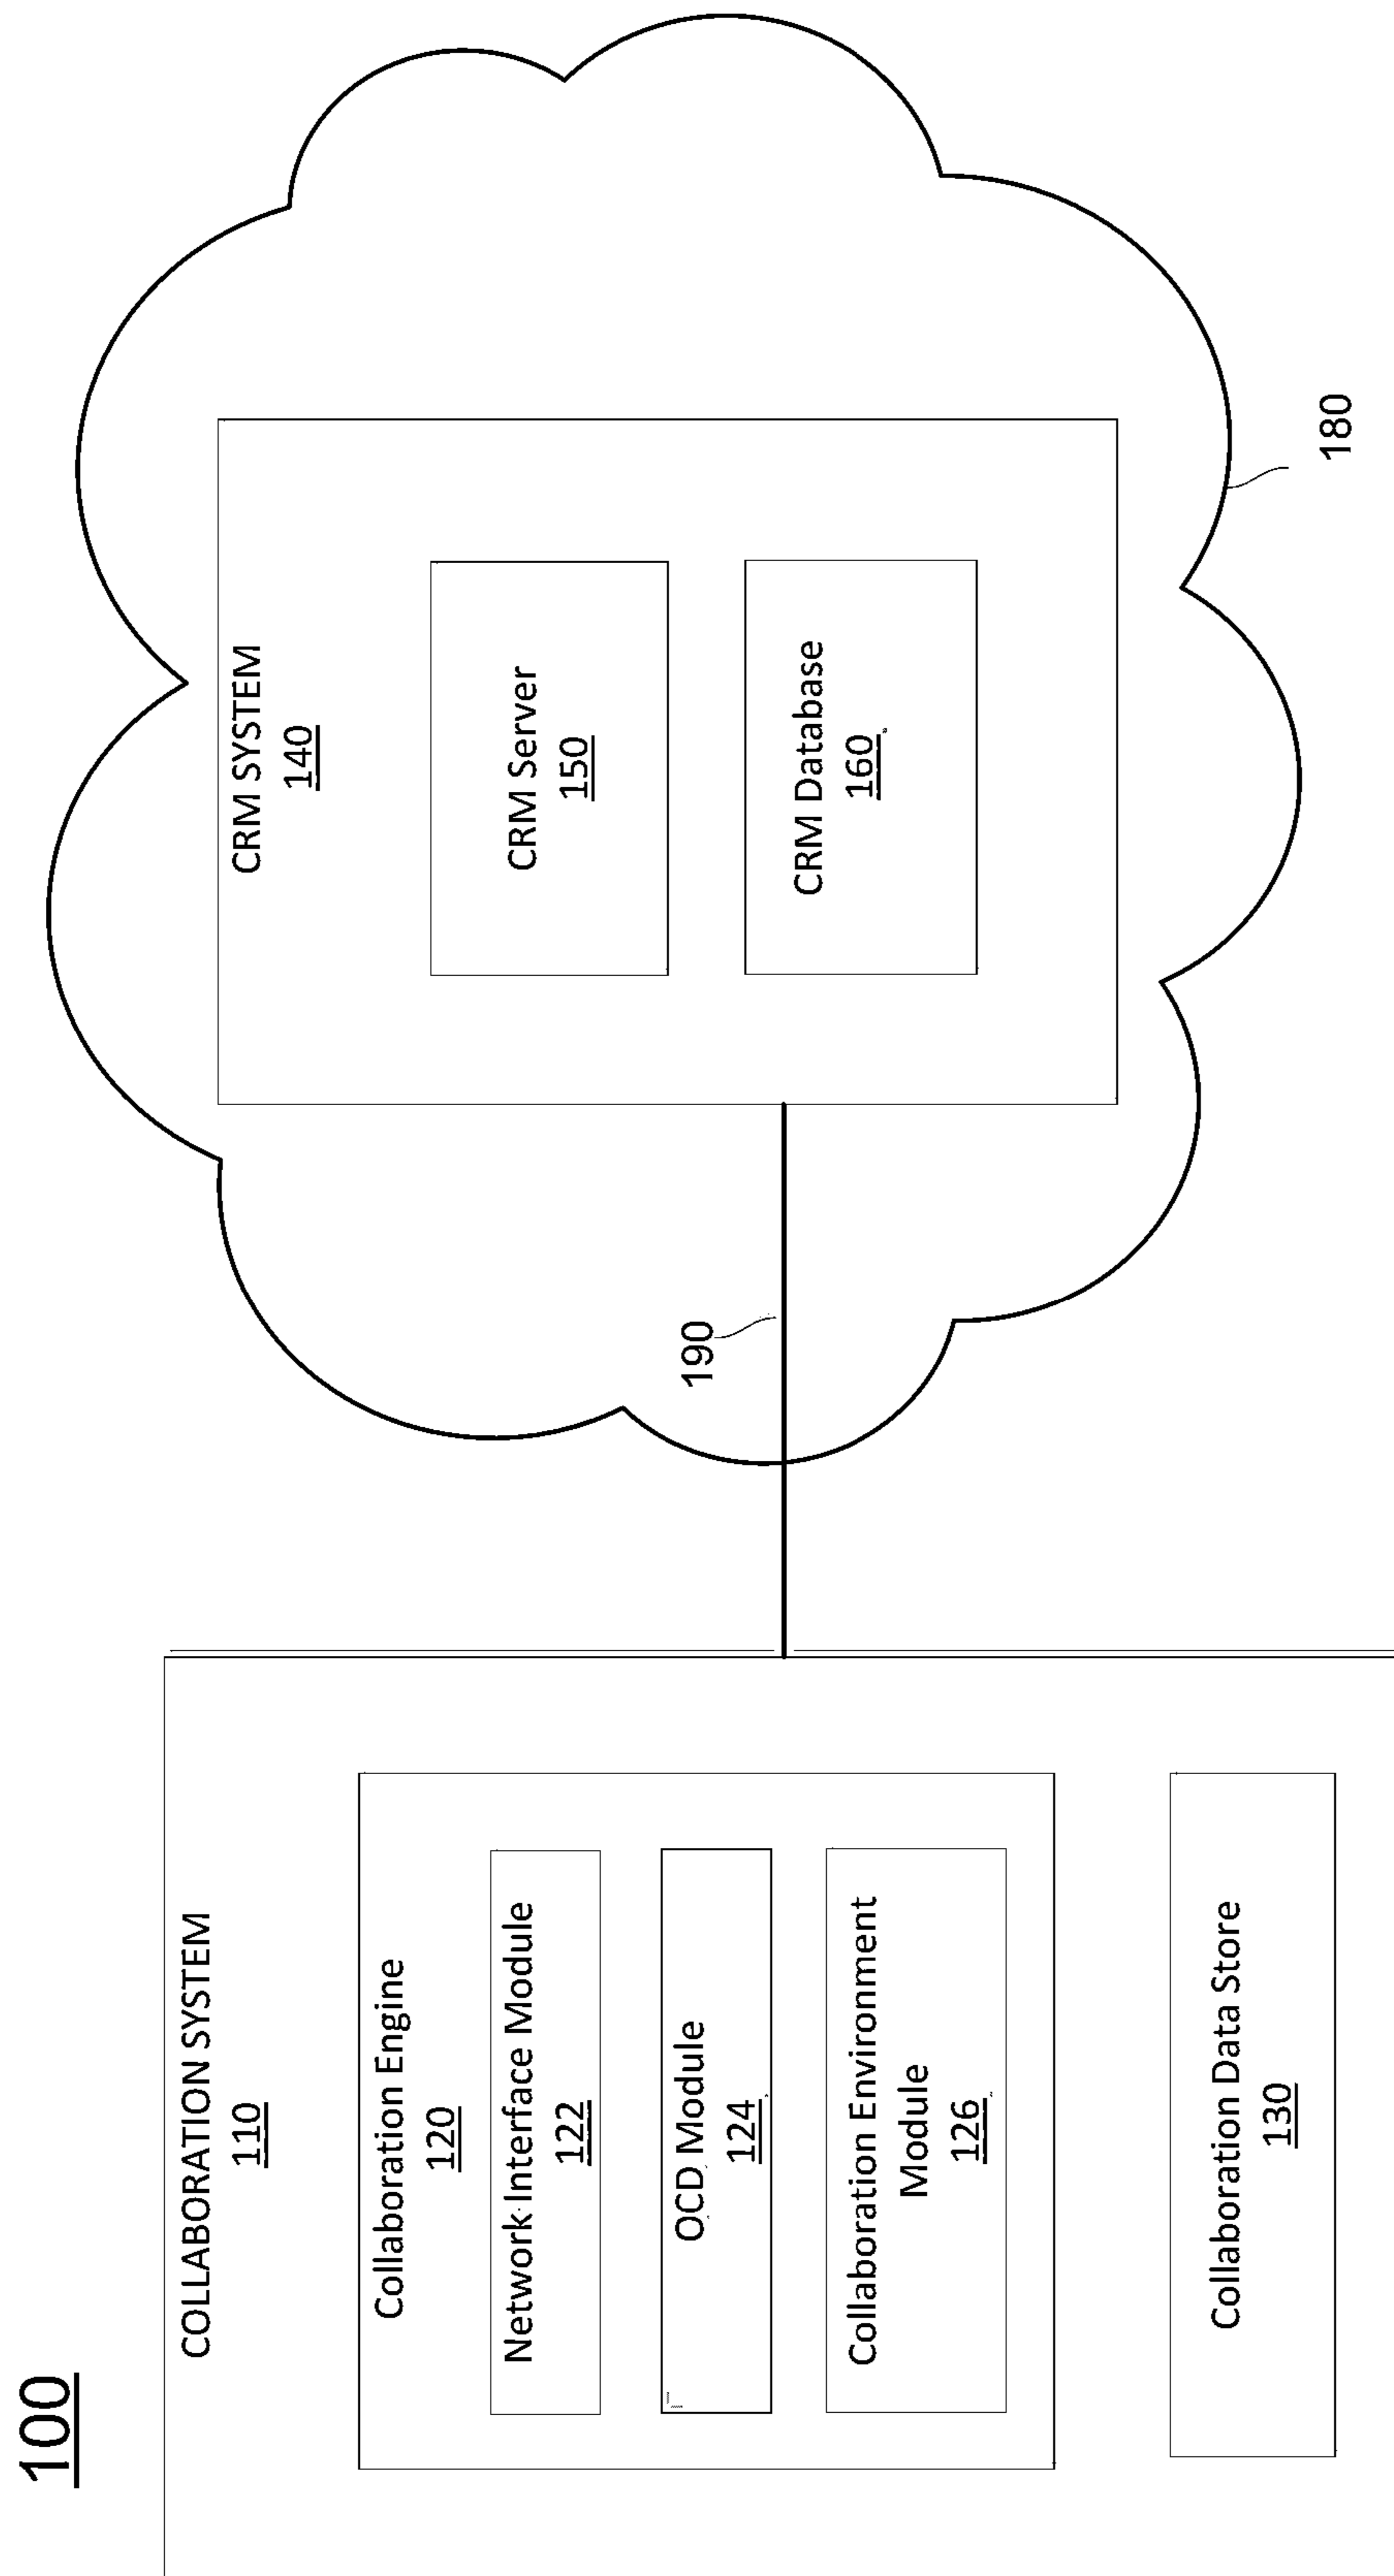 100
COLLABORATION SYSTEM
110
Collaboration Engine
120
Network Interface Module
122
OCD Module
124
Collaboration Environment
Module
126
Collaboration Data Store
130
190
CRM SYSTEM
140
CRM Server
150
CRM Database
160
180